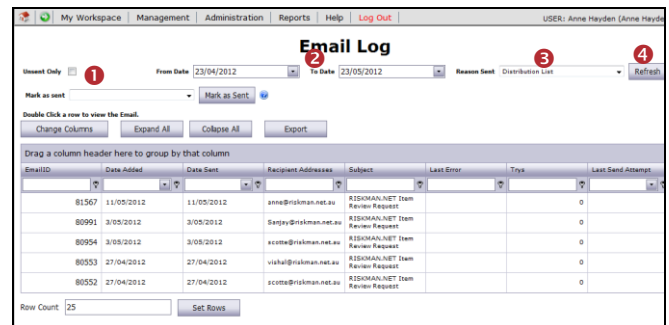 My Workspace Management Administration Reports Help Log Out USER: Anne Hayden (Anne Hayde
Email Log
1 2 3 4
Unsent Only From Date 23/04/2012 To Date 23/05/2012 Reason Sent Distribution List Refresh
Mark as sent Mark as Sent
Double Click a row to view the Email.
Change Columns Expand All Collapse All Export
Drag a column header here to group by that column
EmailID Date Added Date Sent Recipient Addresses Subject Last Error Trys Last Send Attempt
81567 11/05/2012 11/05/2012 anne@riskman.net.au RISKMAN.NET Item Review Request 0
80991 3/05/2012 3/05/2012 Sanjay@riskman.net.au RISKMAN.NET Item Review Request 0
80954 3/05/2012 3/05/2012 scotte@riskman.net.au RISKMAN.NET Item Review Request 0
80553 27/04/2012 27/04/2012 vishal@riskman.net.au RISKMAN.NET Item Review Request 0
80552 27/04/2012 27/04/2012 scotte@riskman.net.au RISKMAN.NET Item Review Request 0
Row Count 25 Set Rows